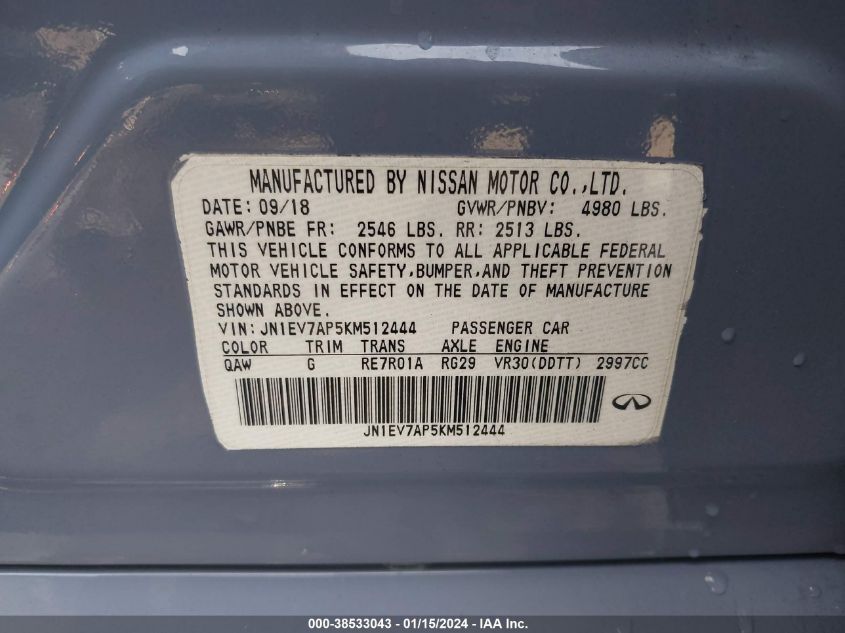 MANUFACTURED BY NISSAN MOTOR CO.,LTD.
DATE: 09/18 GVWR/PNBV: 4980 LBS.
GAWR/PNBE FR: 2546 LBS. RR: 2513 LBS.
THIS VEHICLE CONFORMS TO ALL APPLICABLE FEDERAL
MOTOR VEHICLE SAFETY,BUMPER,AND THEFT PREVENTION
STANDARDS IN EFFECT ON THE DATE OF MANUFACTURE
SHOWN ABOVE.
VIN: JN1EV7AP5KM512444 PASSENGER CAR
COLOR TRIM TRANS AXLE ENGINE
QAW G RE7R01A RG29 VR30(DDTT) 2997CC
JN1EV7AP5KM512444
000-38533043 - 01/15/2024 - IAA Inc.